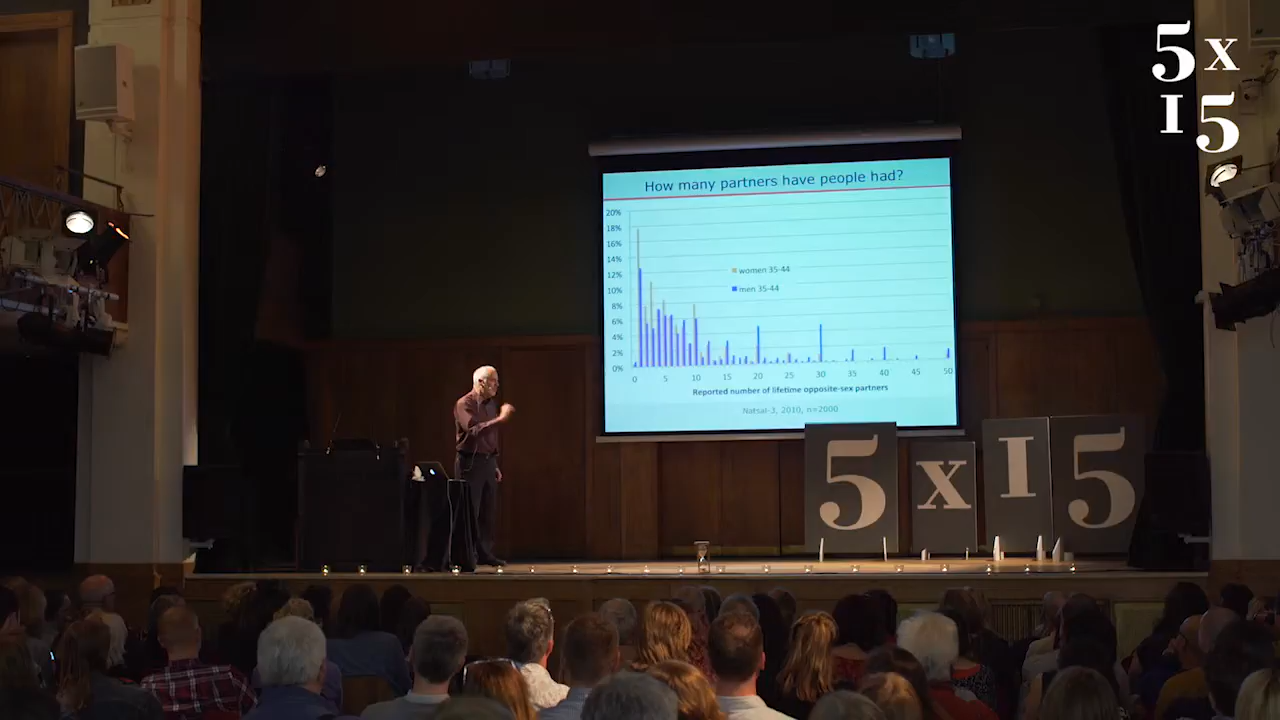 5 x
15
How many partners have people had?
20%
18%
16%
14%
12%
10%
8%
6%
4%
2%
0%
women 35-44
men 35-44
0 5 10 15 20 25 30 35 40 45 50
Reported number of lifetime opposite-sex partners
Natsal-3, 2010, n=2000
5 x 15